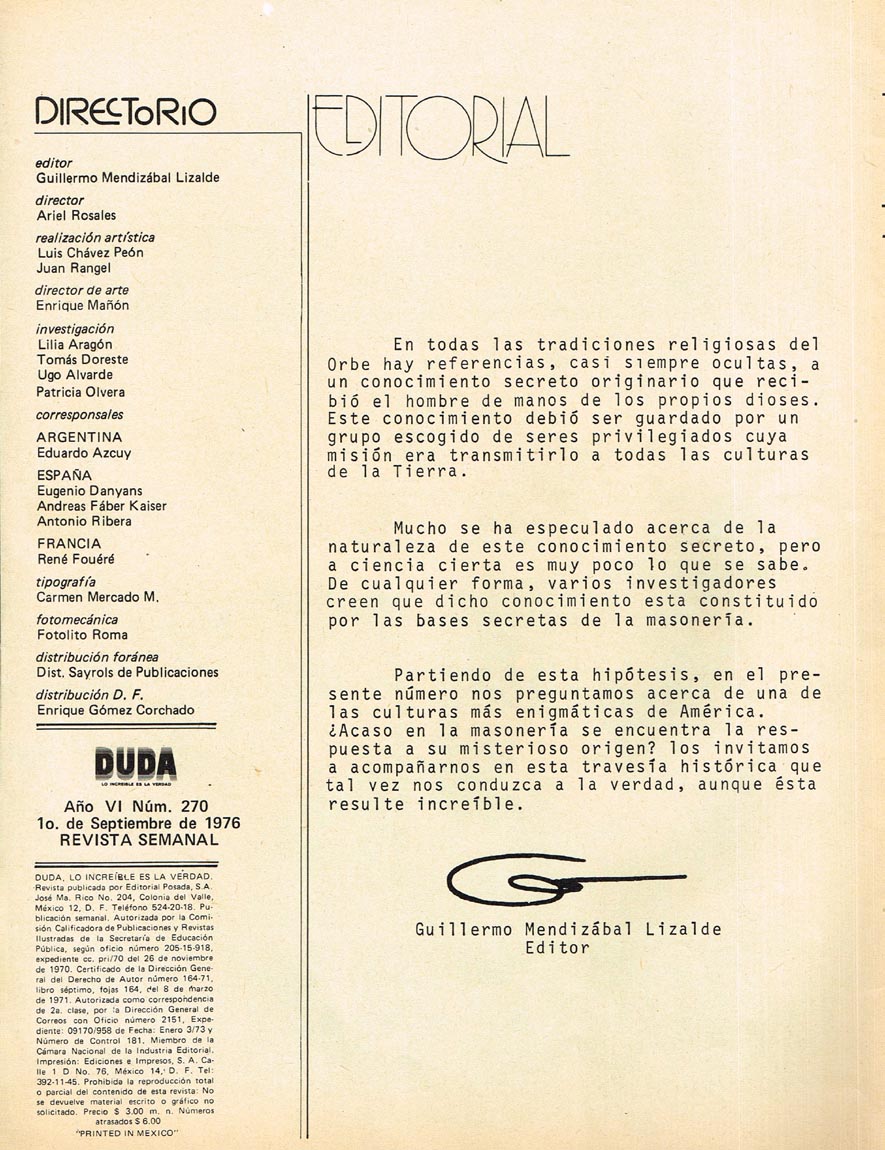 DIRECTORIO
editor
Guillermo Mendizábal Lizalde
director
Ariel Rosales
realización artística
Luis Chávez Peón
Juan Rangel
director de arte
Enrique Mañón
investigación
Lilia Aragón
Tomás Doreste
Ugo Alvarde
Patricia Olvera
corresponsales
ARGENTINA
Eduardo Azcuy
ESPAÑA
Eugenio Danyans
Andreas Fáber Kaiser
Antonio Ribera
FRANCIA
René Fouéré
tipografía
Carmen Mercado M.
fotomecánica
Fotolito Roma
distribución foránea
Dist. Sayrols de Publicaciones
distribución D. F.
Enrique Gómez Corchado
DUDA
LO INCREIBLE ES LA VERDAD
Año VI Núm. 270
1o. de Septiembre de 1976
REVISTA SEMANAL
DUDA, LO INCREÍBLE ES LA VERDAD.
Revista publicada por Editorial Posada, S.A.
José Ma. Rico No. 204, Colonia del Valle,
México 12, D. F. Teléfono 524-20-18. Pu-
blicación semanal. Autorizada por la Comi-
sión Calificadora de Publicaciones y Revistas
Ilustradas de la Secretaría de Educación
Pública, según oficio número 205-15-918,
expediente cc. pri/70 del 26 de noviembre
de 1970. Certificado de la Dirección Gene-
ral del Derecho de Autor número 164-71,
libro séptimo, fojas 164, del 8 de marzo
de 1971. Autorizada como correspondencia
de 2a. clase, por la Dirección General de
Correos con Oficio número 2151, Expe-
diente: 09170/958 de Fecha: Enero 3/73 y
Número de Control 181. Miembro de la
Cámara Nacional de la Industria Editorial.
Impresión: Ediciones e Impresos, S. A. Ca-
lle 1 D No. 76, México 14, D. F. Tel:
392-11-45. Prohibida la reproducción total
o parcial del contenido de esta revista: No
se devuelve material escrito o gráfico no
solicitado. Precio $ 3.00 m. n. Números
atrasados $ 6.00
"PRINTED IN MEXICO"
EDITORIAL
En todas las tradiciones religiosas del
Orbe hay referencias, casi siempre ocultas, a
un conocimiento secreto originario que reci-
bió el hombre de manos de los propios dioses.
Este conocimiento debió ser guardado por un
grupo escogido de seres privilegiados cuya
misión era transmitirlo a todas las culturas
de la Tierra.
Mucho se ha especulado acerca de la
naturaleza de este conocimiento secreto, pero
a ciencia cierta es muy poco lo que se sabe.
De cualquier forma, varios investigadores
creen que dicho conocimiento esta constituido
por las bases secretas de la masonería.
Partiendo de esta hipótesis, en el pre-
sente número nos preguntamos acerca de una de
las culturas más enigmáticas de América.
¿Acaso en la masonería se encuentra la res-
puesta a su misterioso origen? los invitamos
a acompañarnos en esta travesía histórica que
tal vez nos conduzca a la verdad, aunque ésta
resulte increíble.
Guillermo Mendizábal Lizalde
Editor